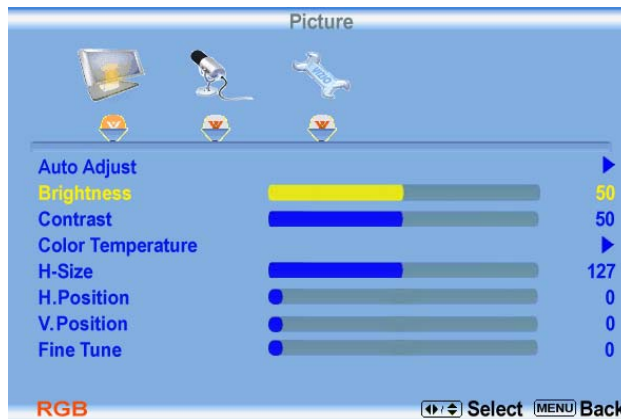 Picture
VIZIO
Auto Adjust
Brightness 50
Contrast 50
Color Temperature
H-Size 127
H.Position 0
V.Position 0
Fine Tune 0
RGB Select MENU Back